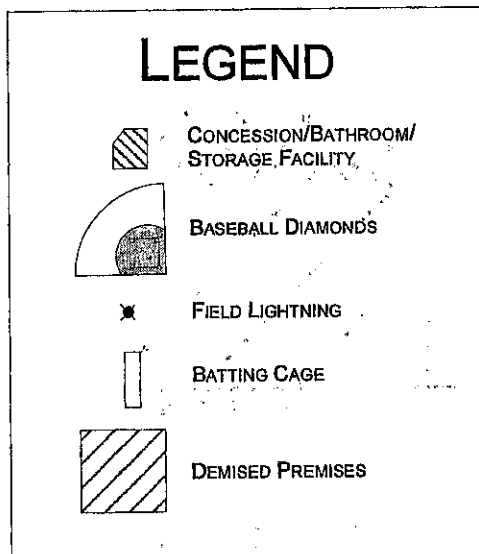 LEGEND
CONCESSION/BATHROOM/
STORAGE FACILITY
BASEBALL DIAMONDS
FIELD LIGHTNING
BATTING CAGE
DEMISED PREMISES